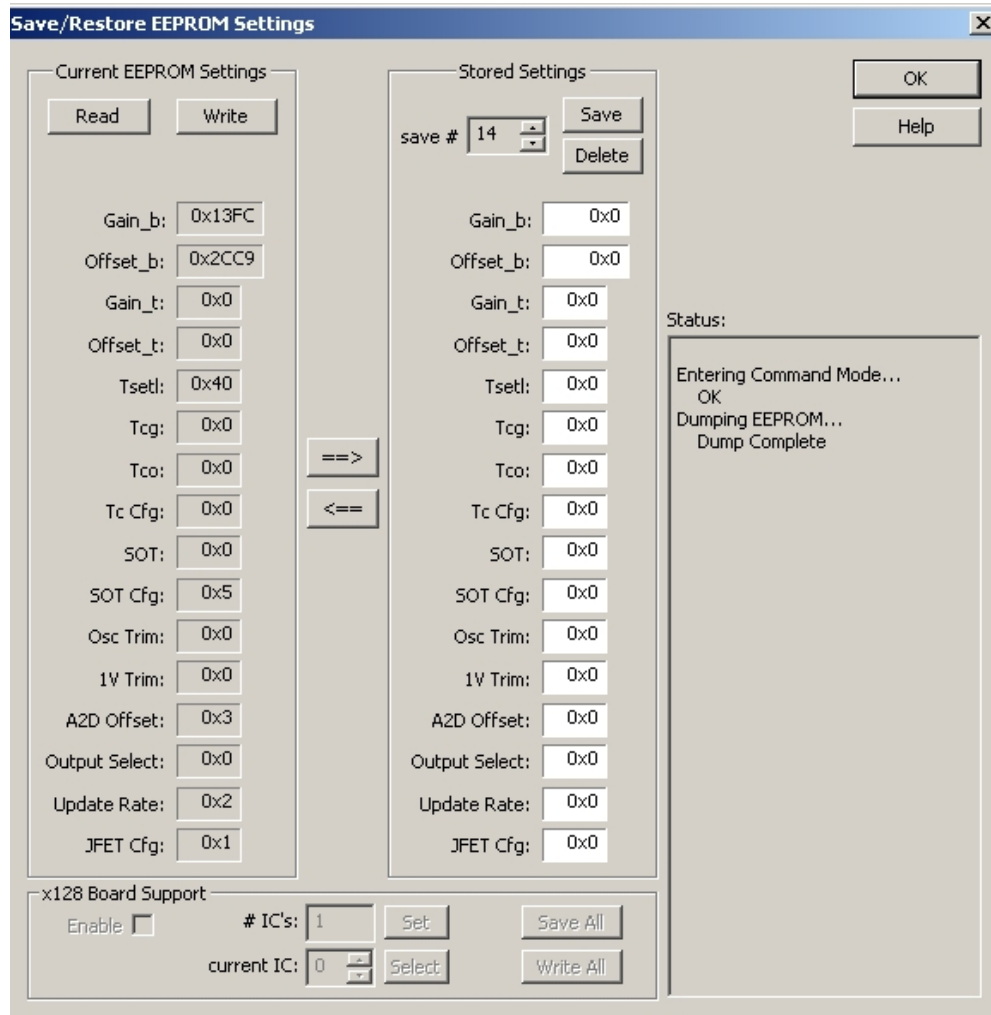 Save/Restore EEPROM Settings
Current EEPROM Settings
Read Write
Gain_b: 0x13FC
Offset_b: 0x2CC9
Gain_t: 0x0
Offset_t: 0x0
Tsetl: 0x40
Tcg: 0x0
Tco: 0x0
Tc Cfg: 0x0
SOT: 0x0
SOT Cfg: 0x5
Osc Trim: 0x0
1V Trim: 0x0
A2D Offset: 0x3
Output Select: 0x0
Update Rate: 0x2
JFET Cfg: 0x1
==>
<==
Stored Settings
save # 14 Save
Delete
Gain_b: 0x0
Offset_b: 0x0
Gain_t: 0x0
Offset_t: 0x0
Tsetl: 0x0
Tcg: 0x0
Tco: 0x0
Tc Cfg: 0x0
SOT: 0x0
SOT Cfg: 0x0
Osc Trim: 0x0
1V Trim: 0x0
A2D Offset: 0x0
Output Select: 0x0
Update Rate: 0x0
JFET Cfg: 0x0
OK
Help
Status:
Entering Command Mode...
OK
Dumping EEPROM...
Dump Complete
x128 Board Support
Enable # IC's: 1 Set Save All
current IC: 0 Select Write All